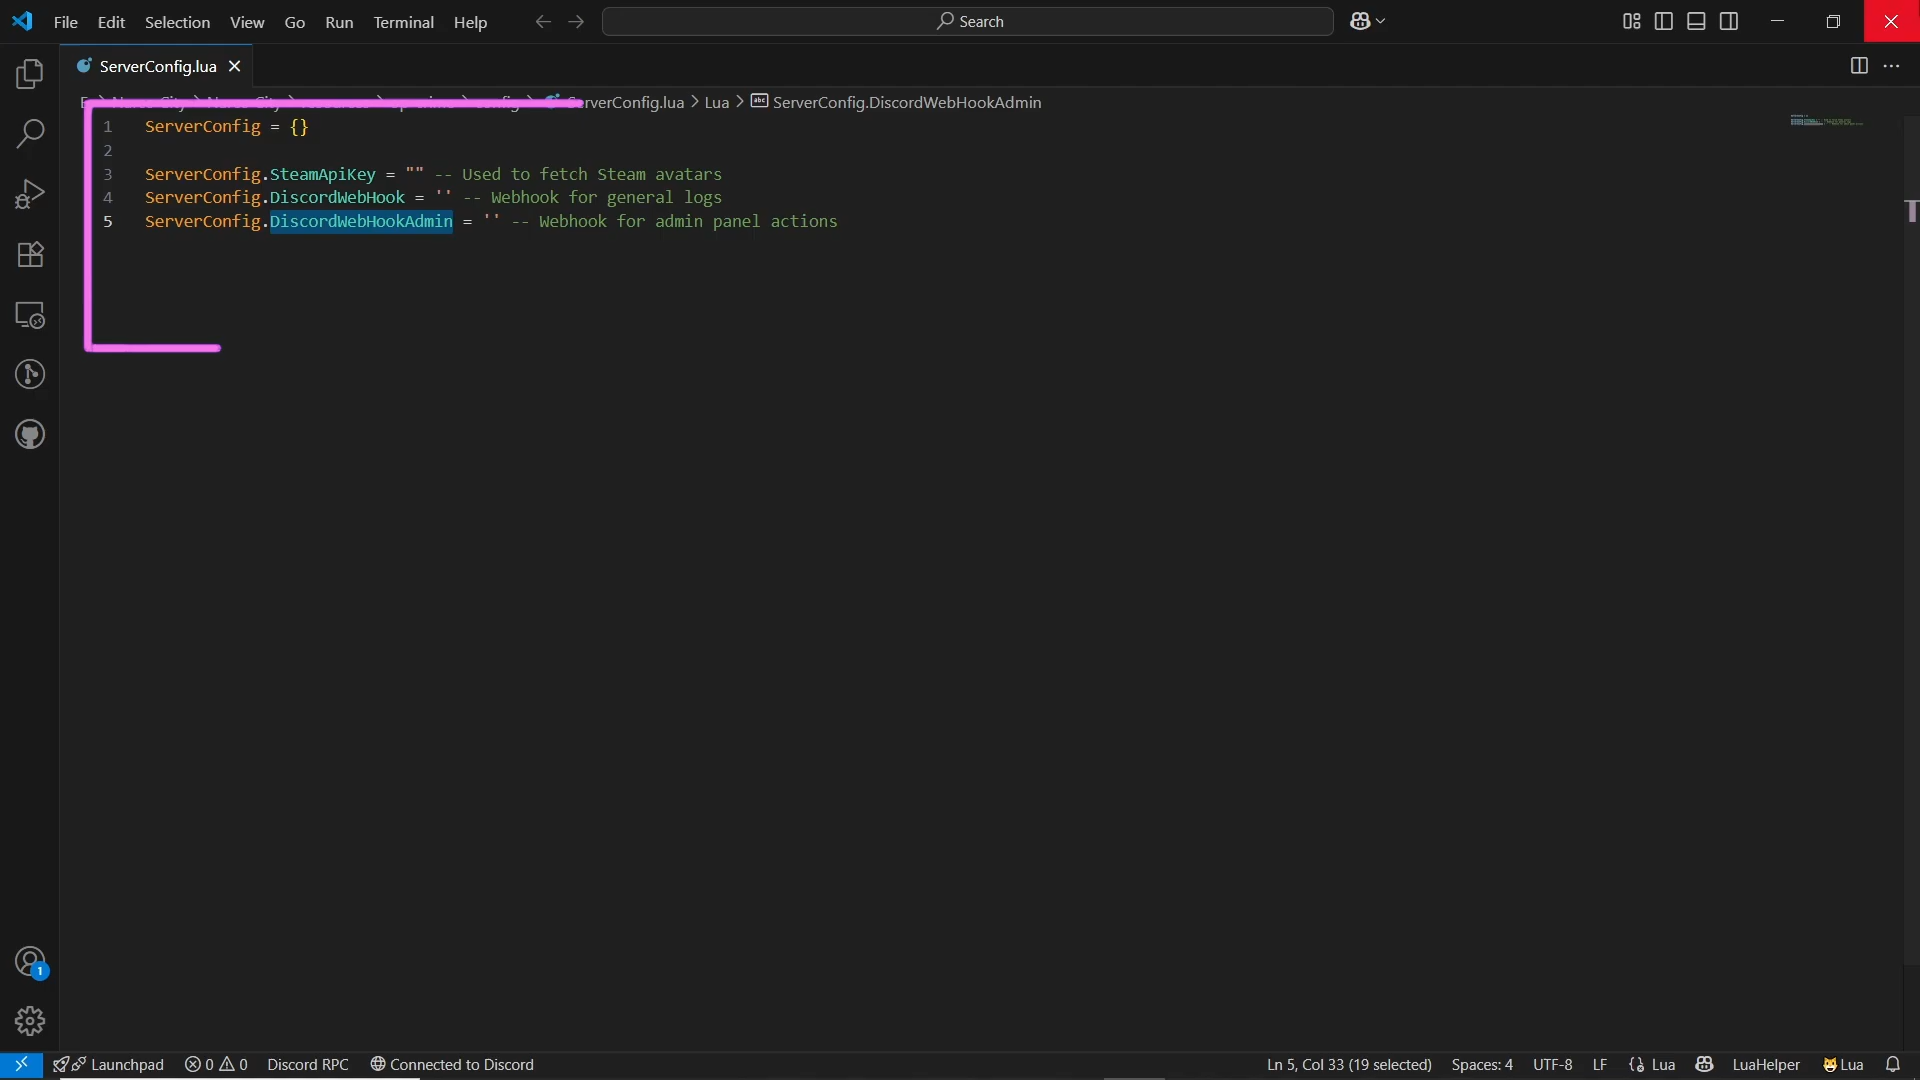 File Edit Selection View Go Run Terminal Help Search
ServerConfig.lua
ServerConfig.lua > Lua > ServerConfig.DiscordWebHookAdmin
1 ServerConfig = {}
2
3 ServerConfig.SteamApiKey = "" -- Used to fetch Steam avatars
4 ServerConfig.DiscordWebHook = '' -- Webhook for general logs
5 ServerConfig.DiscordWebHookAdmin = '' -- Webhook for admin panel actions
1
Launchpad 0 0 Discord RPC Connected to Discord Ln 5, Col 33 (19 selected) Spaces: 4 UTF-8 LF Lua LuaHelper Lua